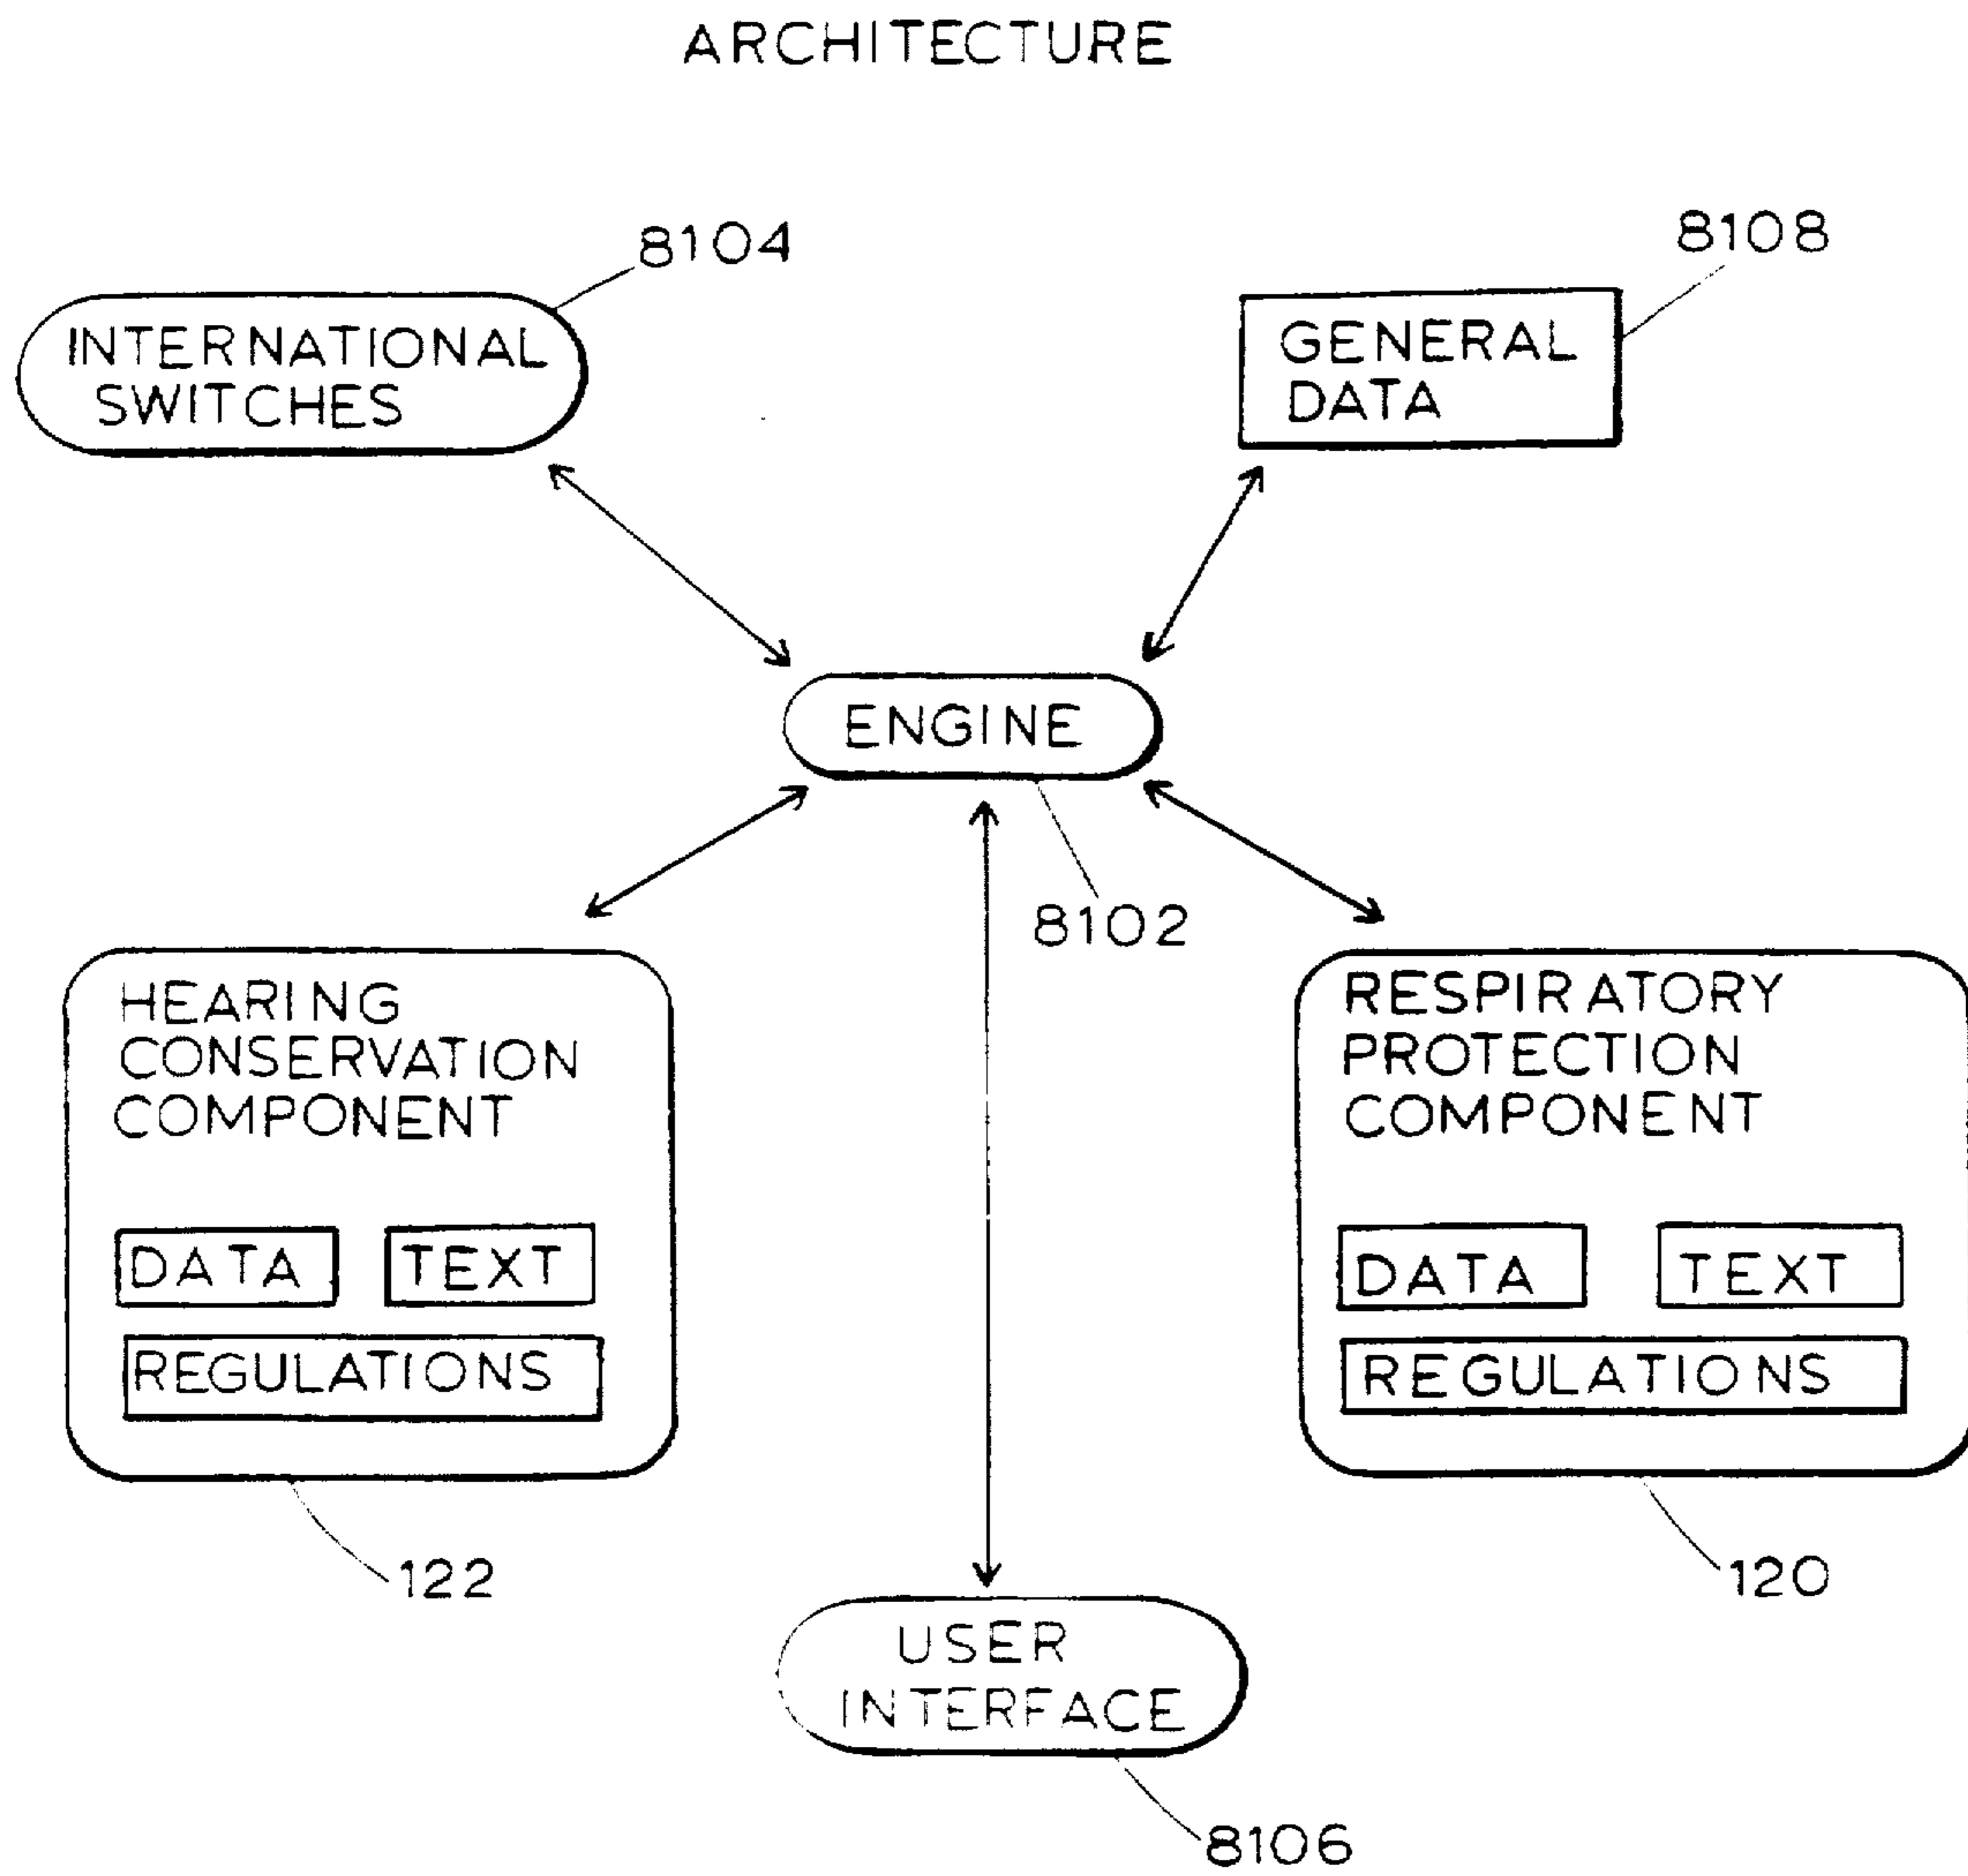 ARCHITECTURE
8104
8108
INTERNATIONAL
SWITCHES
GENERAL
DATA
ENGINE
8102
HEARING
CONSERVATION
COMPONENT
DATA TEXT
REGULATIONS
122
RESPIRATORY
PROTECTION
COMPONENT
DATA TEXT
REGULATIONS
120
USER
INTERFACE
8106